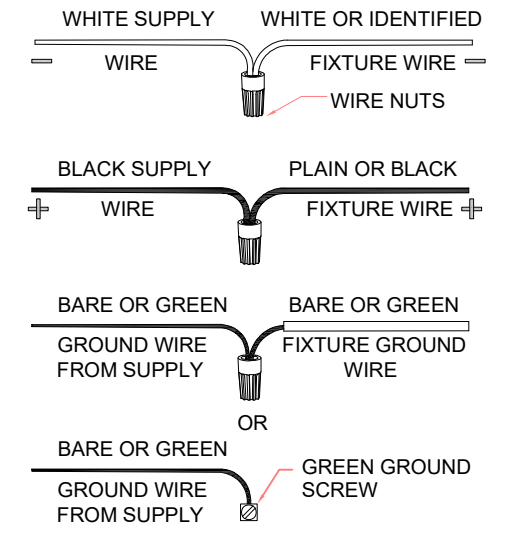 WHITE SUPPLY WHITE OR IDENTIFIED
WIRE FIXTURE WIRE
WIRE NUTS
BLACK SUPPLY PLAIN OR BLACK
WIRE FIXTURE WIRE
BARE OR GREEN BARE OR GREEN
GROUND WIRE FIXTURE GROUND
FROM SUPPLY WIRE
OR
BARE OR GREEN
GROUND WIRE GREEN GROUND
FROM SUPPLY SCREW